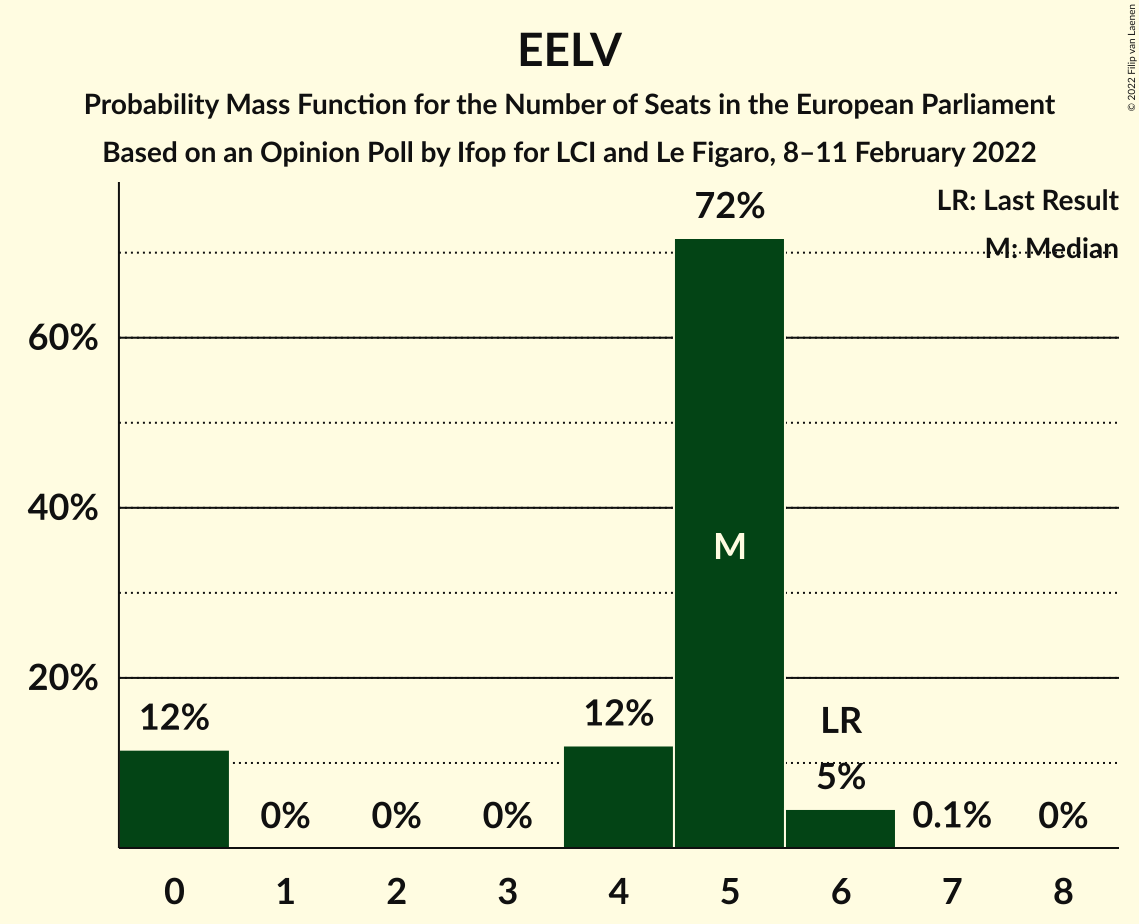 EELV
Probability Mass Function for the Number of Seats in the European Parliament
Based on an Opinion Poll by Ifop for LCI and Le Figaro, 8–11 February 2022
© 2022 Filip van Laenen
LR: Last Result
M: Median
60%
40%
20%
12%
0%
0%
0%
12%
72%
M
LR
5%
0.1%
0%
0 1 2 3 4 5 6 7 8